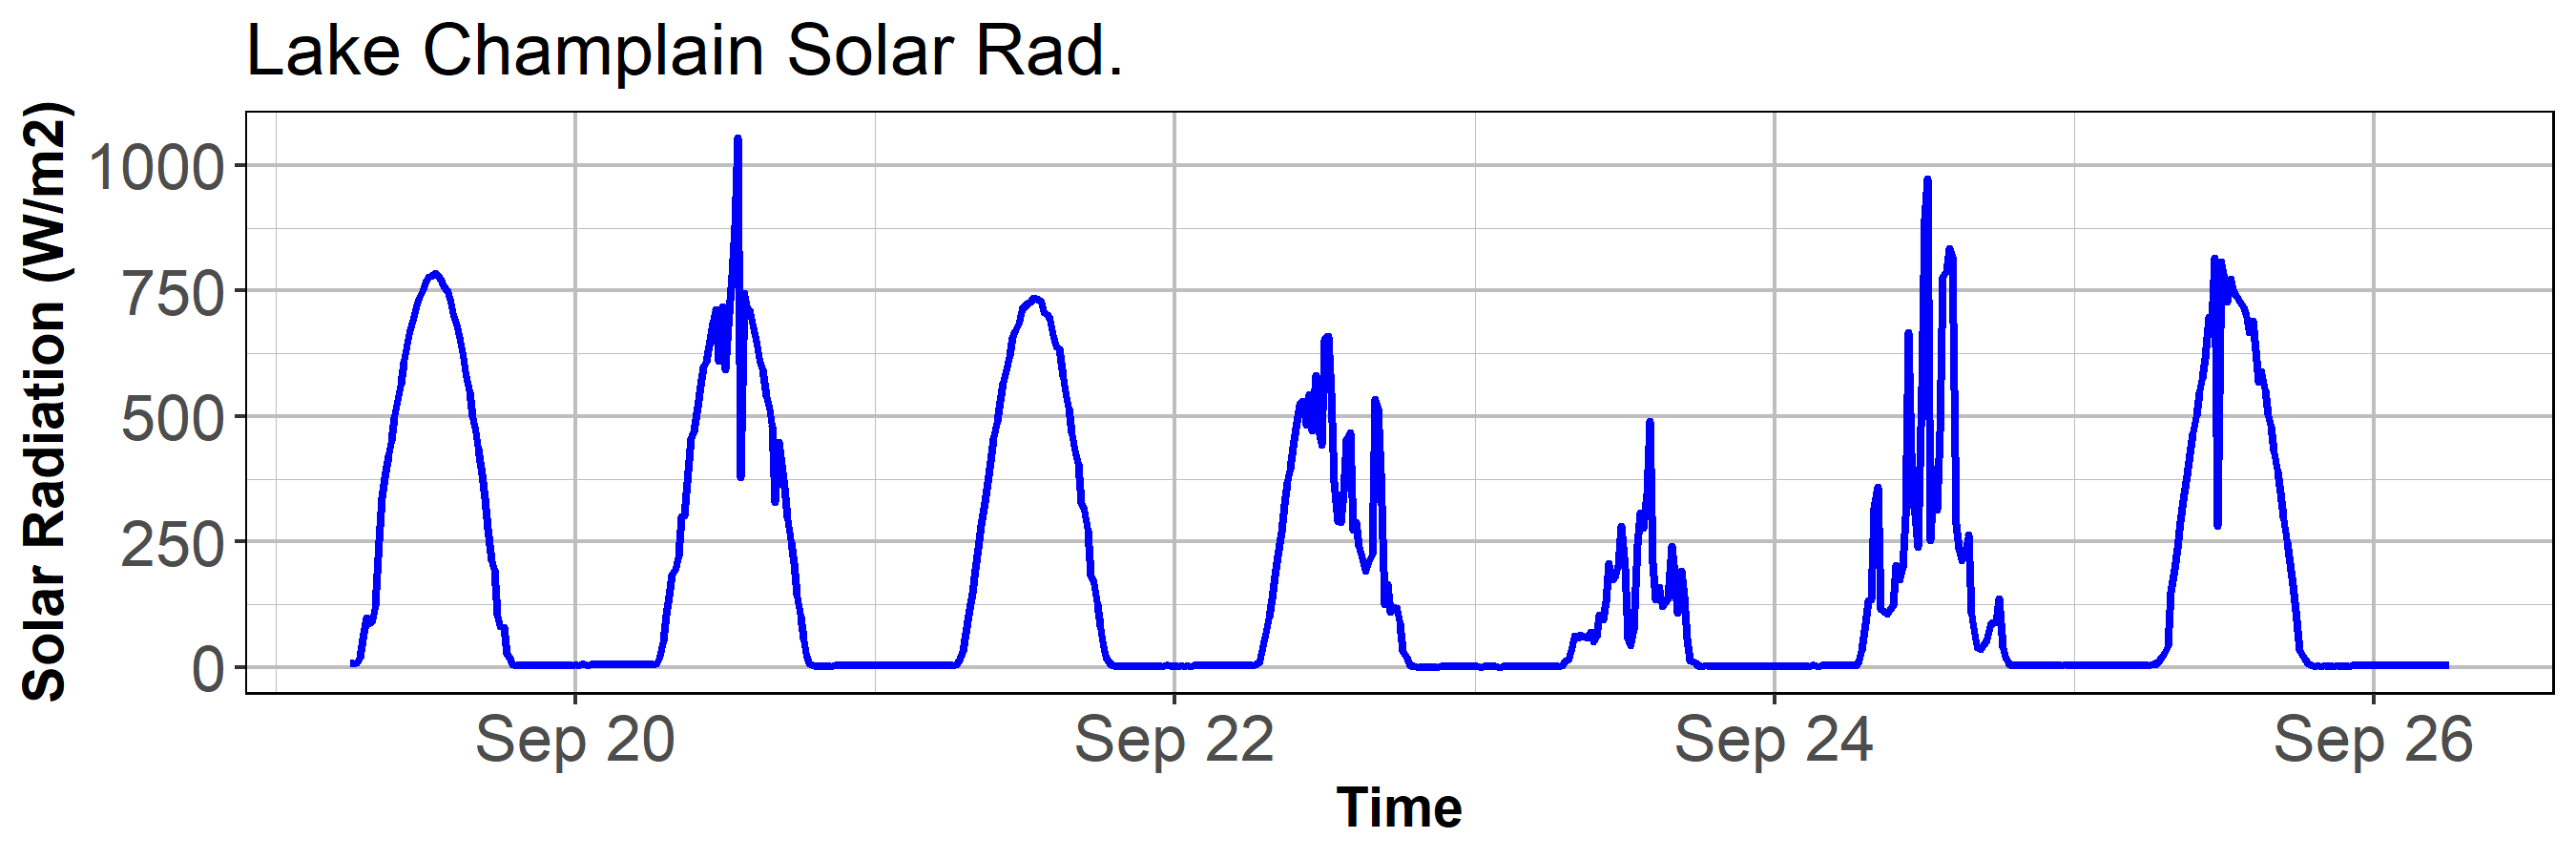 Lake Champlain Solar Rad.
Solar Radiation (W/m2)
1000
750
500
250
0
Sep 20
Sep 22
Sep 24
Sep 26
Time